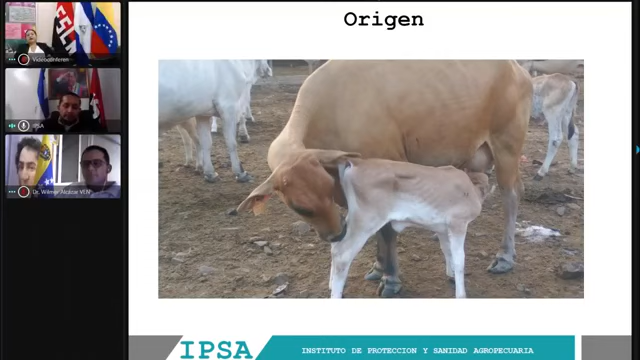 Origen
Videoconferen
IPSA
Dr. Wilmer Alcázar VEN
IPSA
INSTITUTO DE PROTECCION Y SANIDAD AGROPECUARIA